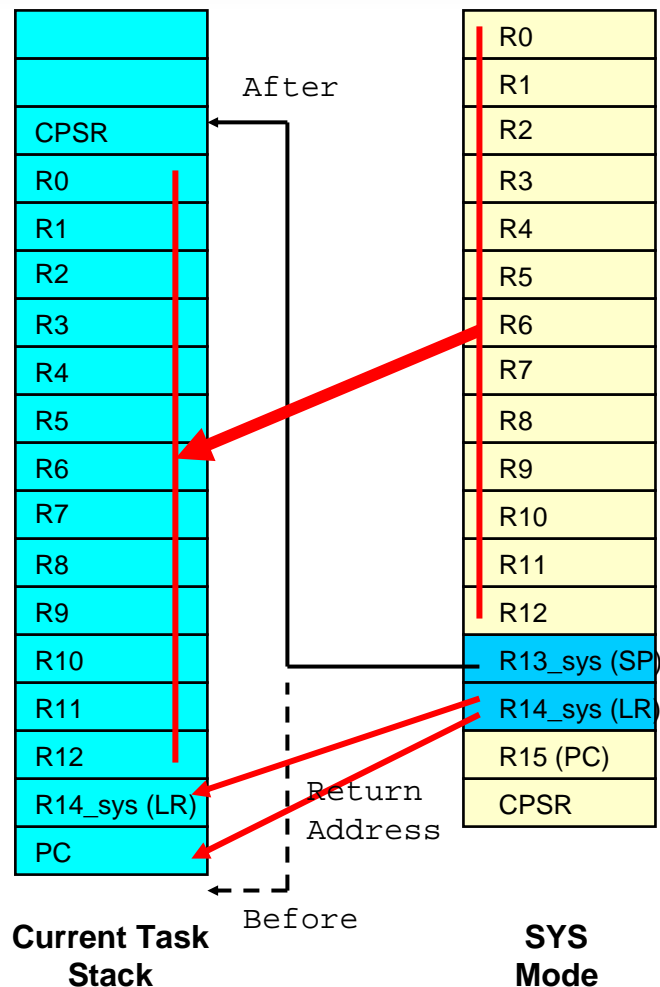 After
CPSR
R0
R1
R2
R3
R4
R5
R6
R7
R8
R9
R10
R11
R12
R14_sys (LR)
PC
Return
Address
Before
Current Task
Stack
R0
R1
R2
R3
R4
R5
R6
R7
R8
R9
R10
R11
R12
R13_sys (SP)
R14_sys (LR)
R15 (PC)
CPSR
SYS
Mode